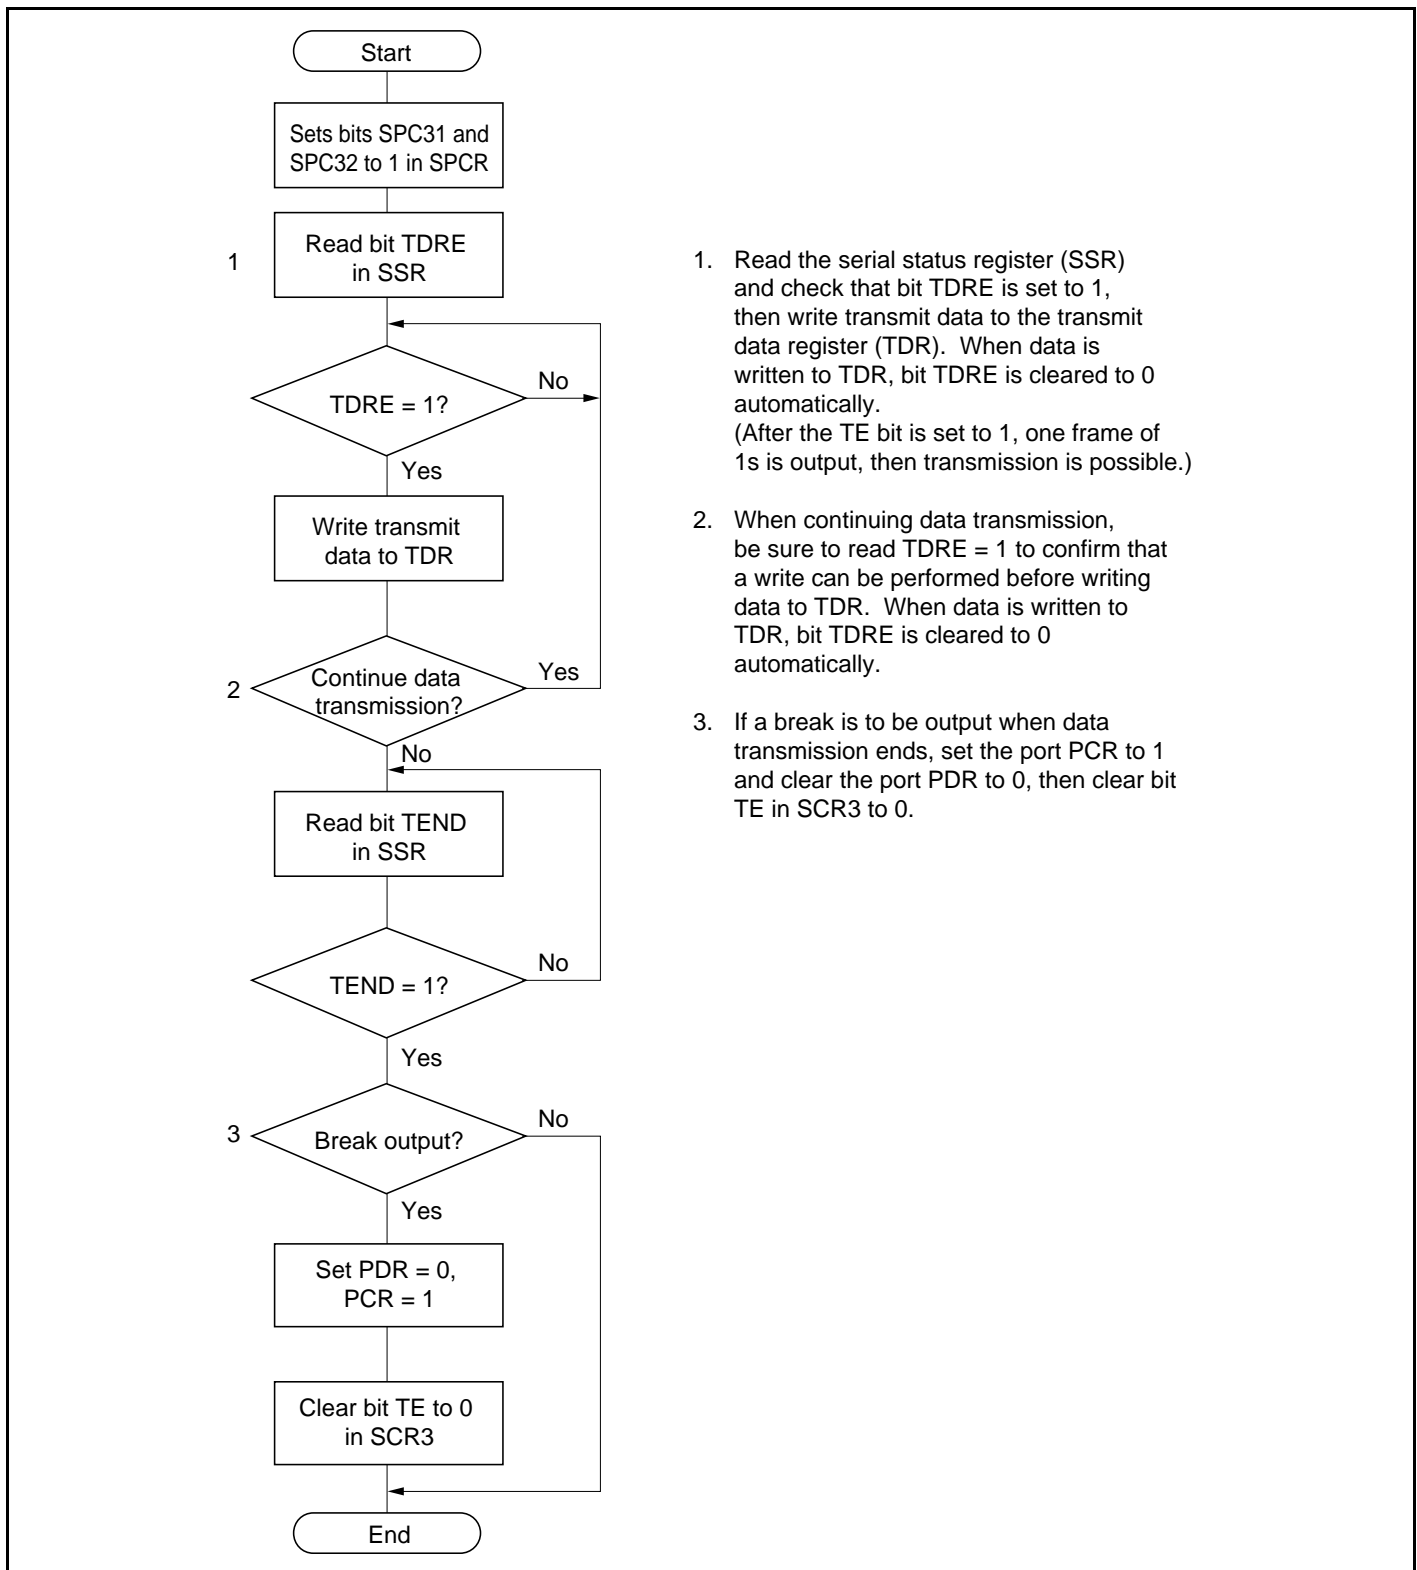 Start
Sets bits SPC31 and
SPC32 to 1 in SPCR
1
Read bit TDRE
in SSR
TDRE = 1?
No
Yes
Write transmit
data to TDR
2
Continue data
transmission?
Yes
No
Read bit TEND
in SSR
TEND = 1?
No
Yes
3
Break output?
No
Yes
Set PDR = 0,
PCR = 1
Clear bit TE to 0
in SCR3
End
1. Read the serial status register (SSR)
and check that bit TDRE is set to 1,
then write transmit data to the transmit
data register (TDR).  When data is
written to TDR, bit TDRE is cleared to 0
automatically.
(After the TE bit is set to 1, one frame of
1s is output, then transmission is possible.)
2. When continuing data transmission,
be sure to read TDRE = 1 to confirm that
a write can be performed before writing
data to TDR.  When data is written to
TDR, bit TDRE is cleared to 0
automatically.
3. If a break is to be output when data
transmission ends, set the port PCR to 1
and clear the port PDR to 0, then clear bit
TE in SCR3 to 0.